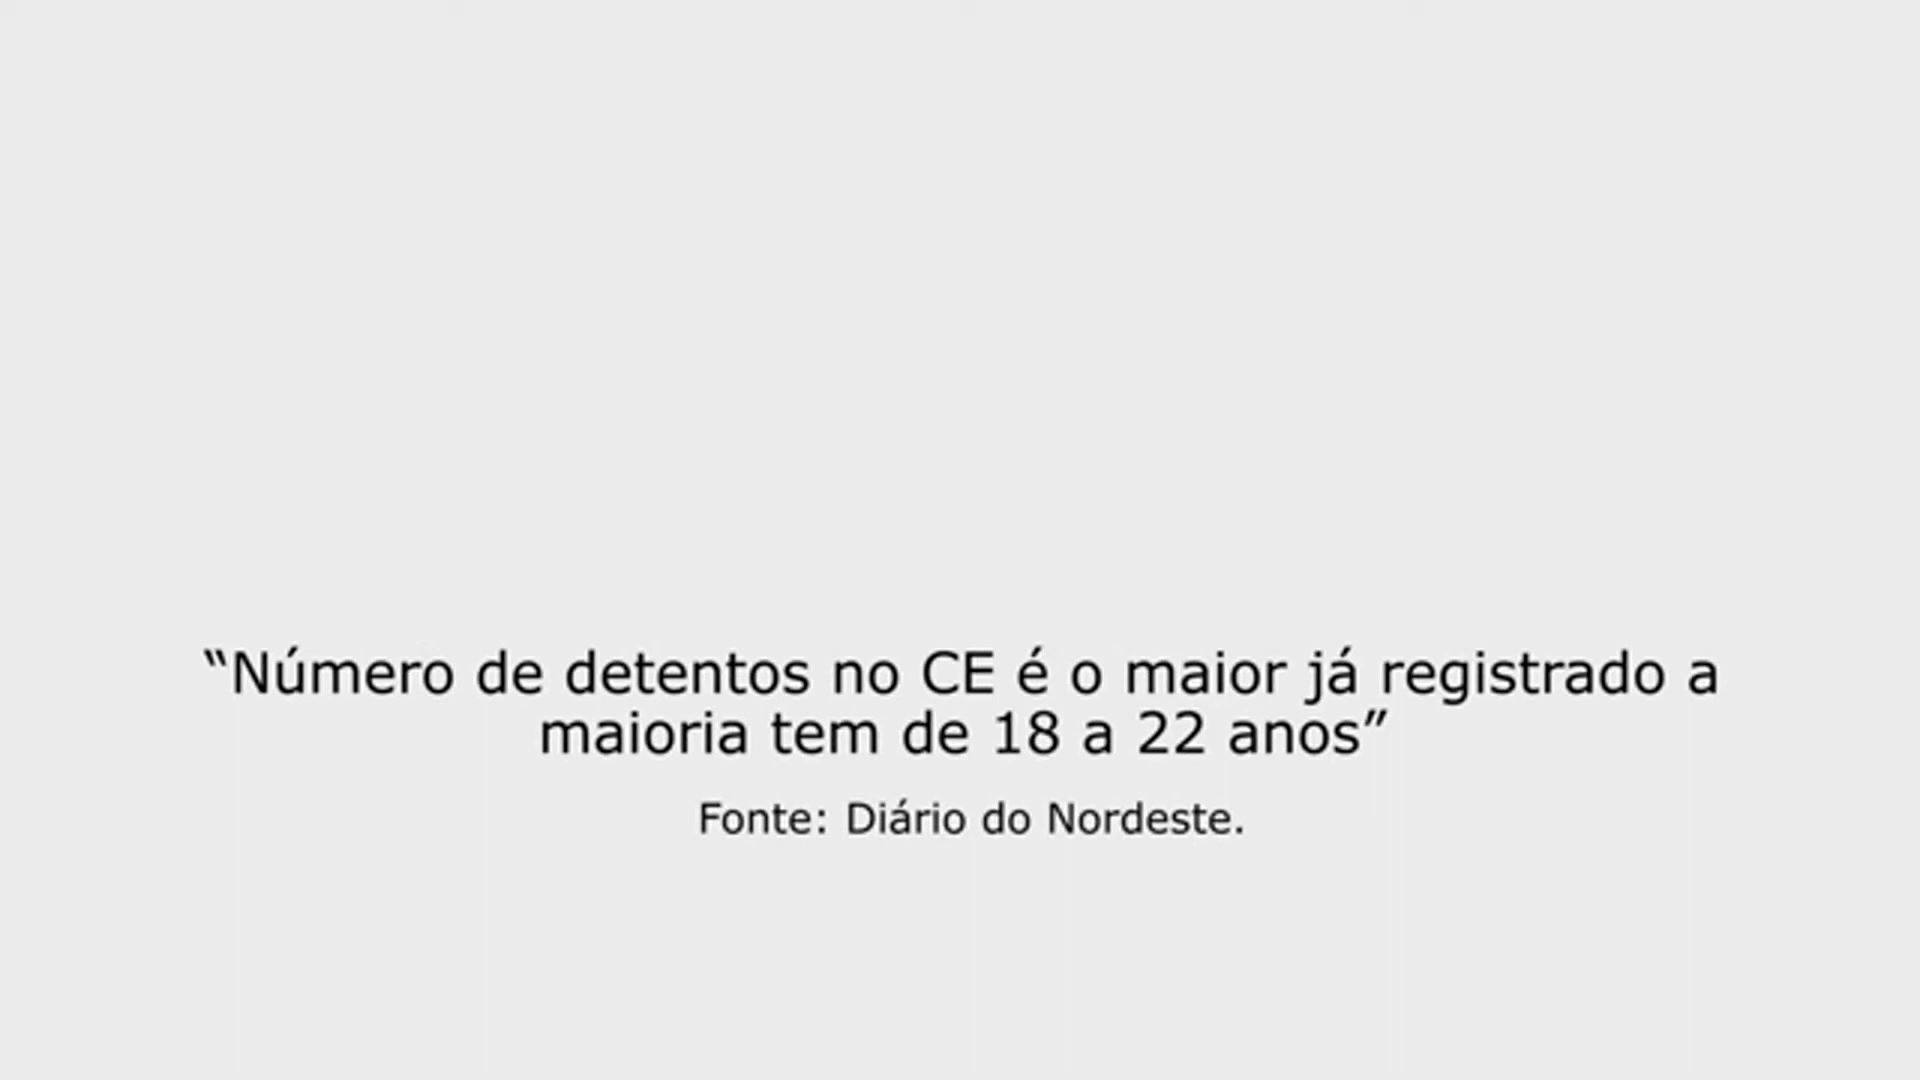 “Número de detentos no CE é o maior já registrado a
maioria tem de 18 a 22 anos”
Fonte: Diário do Nordeste.